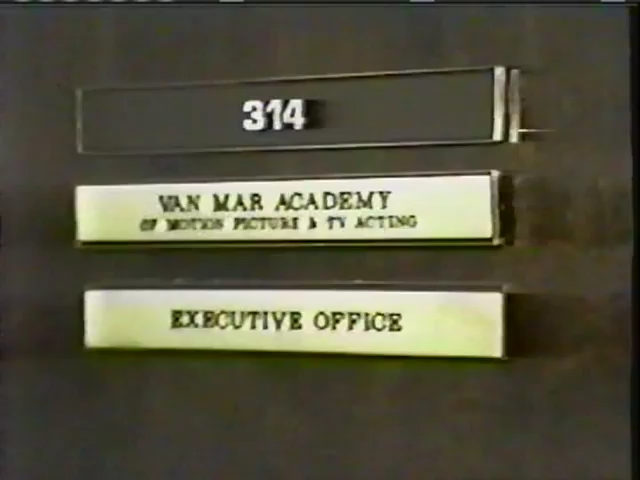 314
VAN MAR ACADEMY
OF MOTION PICTURE & TV ACTING
EXECUTIVE OFFICE